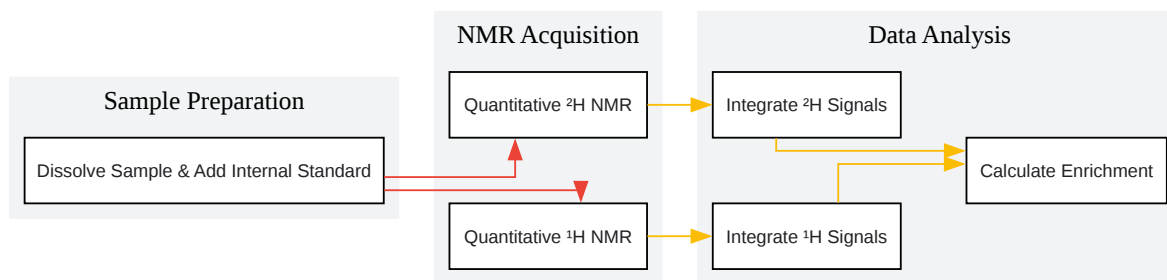 Sample Preparation
Dissolve Sample & Add Internal Standard
NMR Acquisition
Quantitative ²H NMR
Quantitative ¹H NMR
Data Analysis
Integrate ²H Signals
Integrate ¹H Signals
Calculate Enrichment